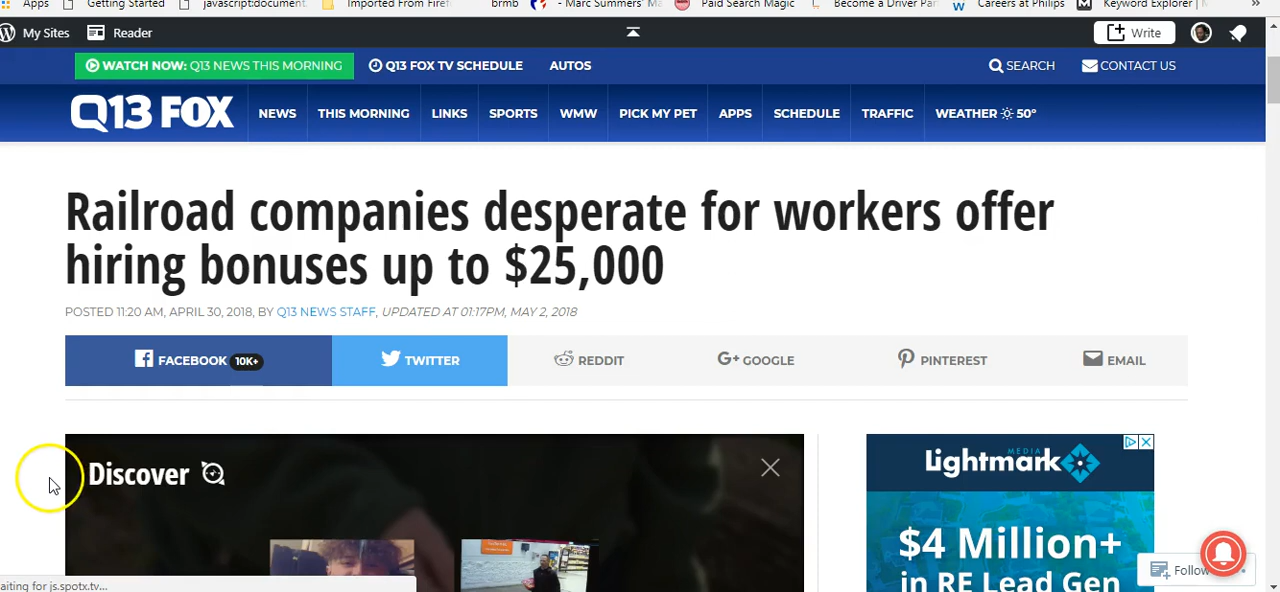 Apps Getting Started javascript:document. Imported From Firef brmb - Marc Summers' Ma Paid Search Magic Become a Driver Par Careers at Philips Keyword Explorer | M »
My Sites Reader Write
WATCH NOW: Q13 NEWS THIS MORNING Q13 FOX TV SCHEDULE AUTOS SEARCH CONTACT US
Q13 FOX NEWS THIS MORNING LINKS SPORTS WMW PICK MY PET APPS SCHEDULE TRAFFIC WEATHER 50°
Railroad companies desperate for workers offer
hiring bonuses up to $25,000
POSTED 11:20 AM, APRIL 30, 2018, BY Q13 NEWS STAFF, UPDATED AT 01:17PM, MAY 2, 2018
FACEBOOK 10K+ TWITTER REDDIT G+ GOOGLE PINTEREST EMAIL
Discover
MEDIA
Lightmark
$4 Million+
in RE Lead Gen
Follow
aiting for js.spotx.tv...